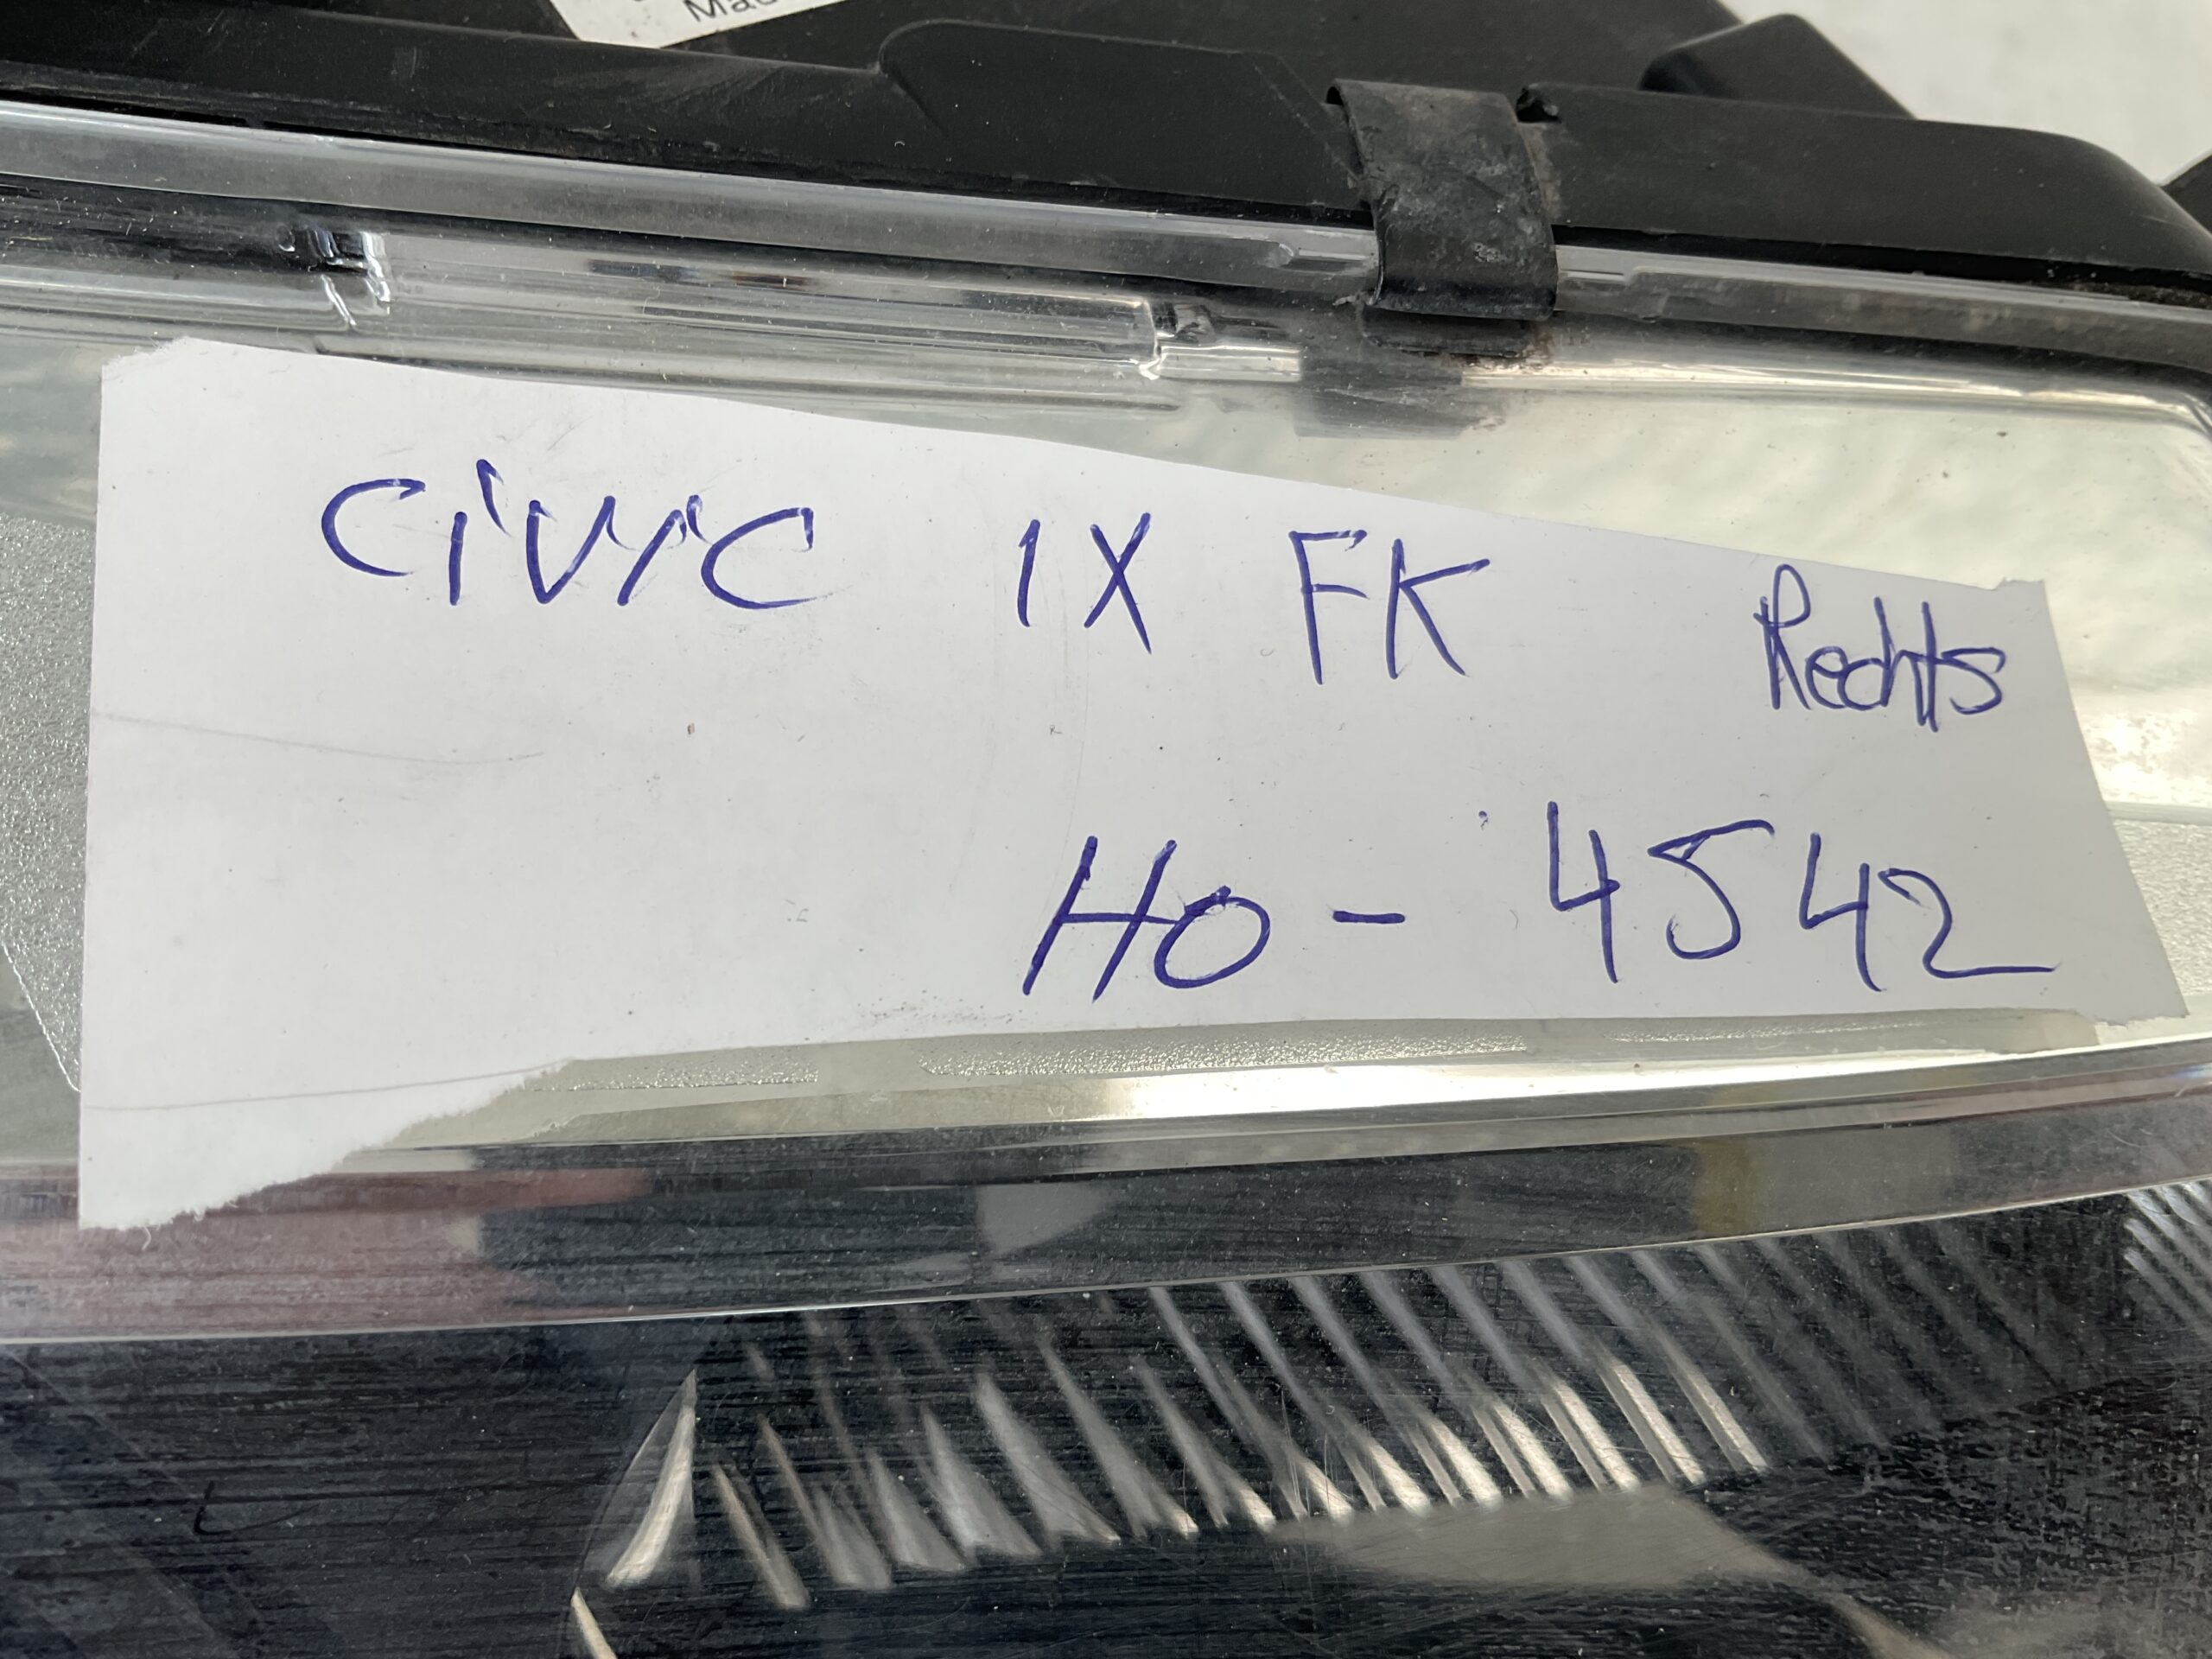 Civic IX FK Rechts
HO - 4542